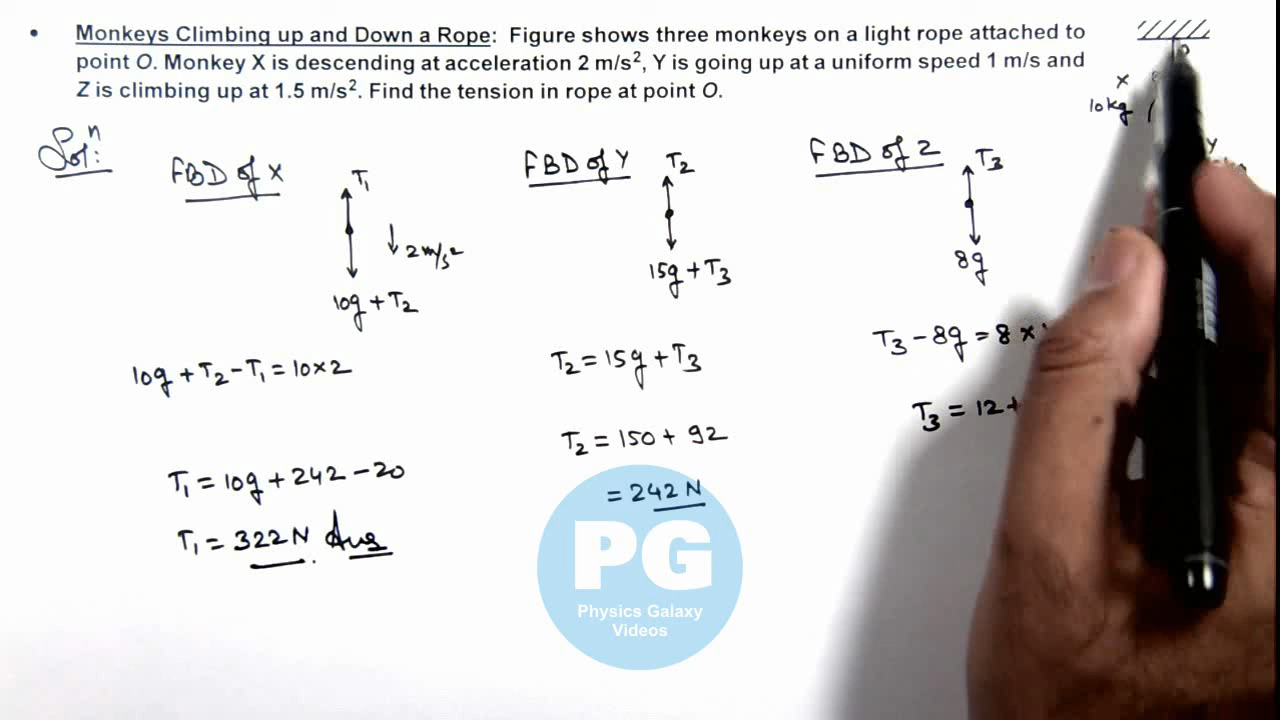 • Monkeys Climbing up and Down a Rope: Figure shows three monkeys on a light rope attached to
point O. Monkey X is descending at acceleration 2 m/s², Y is going up at a uniform speed 1 m/s and
Z is climbing up at 1.5 m/s². Find the tension in rope at point O.
Solⁿ:
FBD of X
T₁
2 m/s²
10g + T₂
10g + T₂ - T₁ = 10 × 2
T₁ = 10g + 242 - 20
T₁ = 322 N. Ans
FBD of Y
T₂
15g + T₃
T₂ = 15g + T₃
T₂ = 150 + 92
= 242 N
FBD of Z
T₃
8g
T₃ - 8g = 8 ×
T₃ = 12 +
X
10 kg
Y
PG
Physics Galaxy
Videos